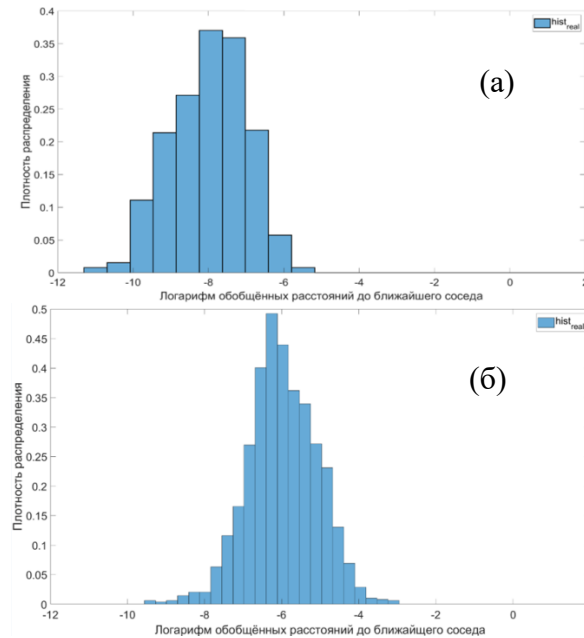 0.4
0.35
0.3
0.25
0.2
0.15
0.1
0.05
0
Плотность распределения
hist_real
(а)
-12 -10 -8 -6 -4 -2 0 2
Логарифм обобщённых расстояний до ближайшего соседа
0.5
0.45
0.4
0.35
0.3
0.25
0.2
0.15
0.1
0.05
0
Плотность распределения
hist_real
(б)
-12 -10 -8 -6 -4 -2 0
Логарифм обобщённых расстояний до ближайщего соседа